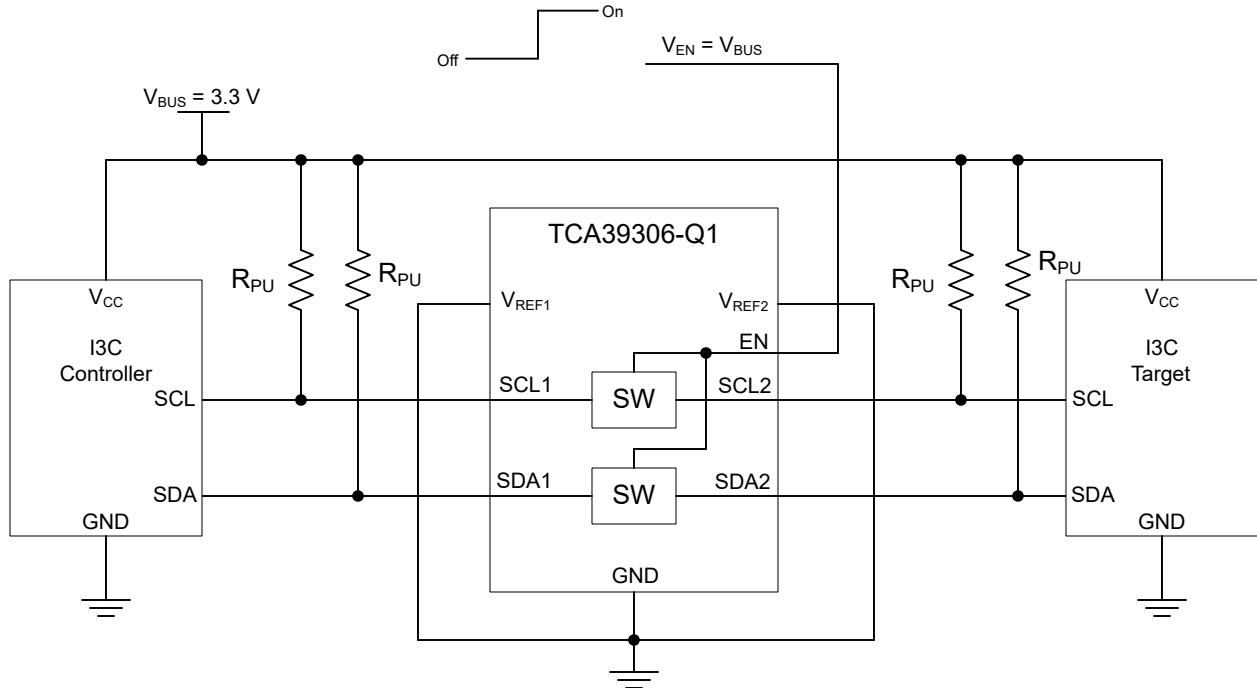 On
Off
V_EN = V_BUS
V_BUS = 3.3 V
TCA39306-Q1
R_PU
R_PU
R_PU
R_PU
V_CC
I3C
Controller
SCL
SDA
GND
V_REF1
V_REF2
EN
SCL1
SW
SCL2
SDA1
SW
SDA2
GND
V_CC
I3C
Target
SCL
SDA
GND